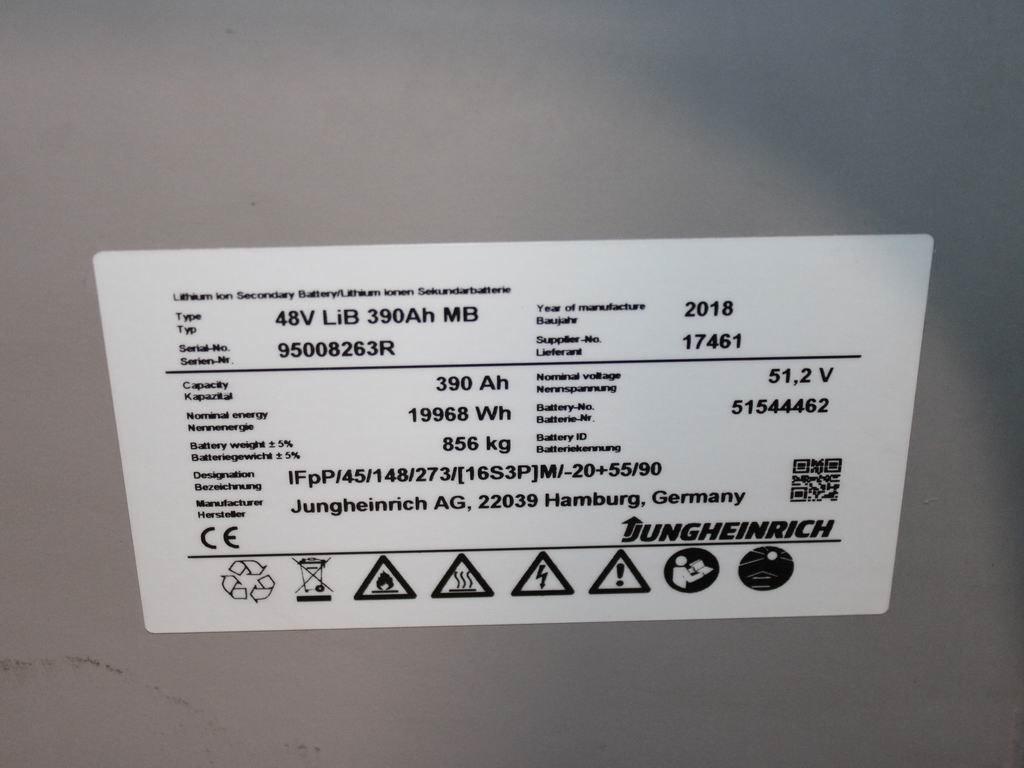 Lithium Ion Secondary Battery/Lithium Ionen Sekundärbatterie
Type 48V LiB 390Ah MB Year of manufacture 2018
Typ Baujahr
Serial-No. 95008263R Supplier-No. 17461
Serien-Nr. Lieferant
Capacity 390 Ah Nominal voltage 51,2 V
Kapazität Nennspannung
Nominal energy 19968 Wh Battery-No. 51544462
Nennenergie Batterie-Nr.
Battery weight ± 5% 856 kg Battery ID
Batteriegewicht ± 5% Batteriekennung
Designation IFpP/45/148/273/[16S3P]M/-20+55/90
Bezeichnung
Manufacturer Jungheinrich AG, 22039 Hamburg, Germany
Hersteller
CE JUNGHEINRICH